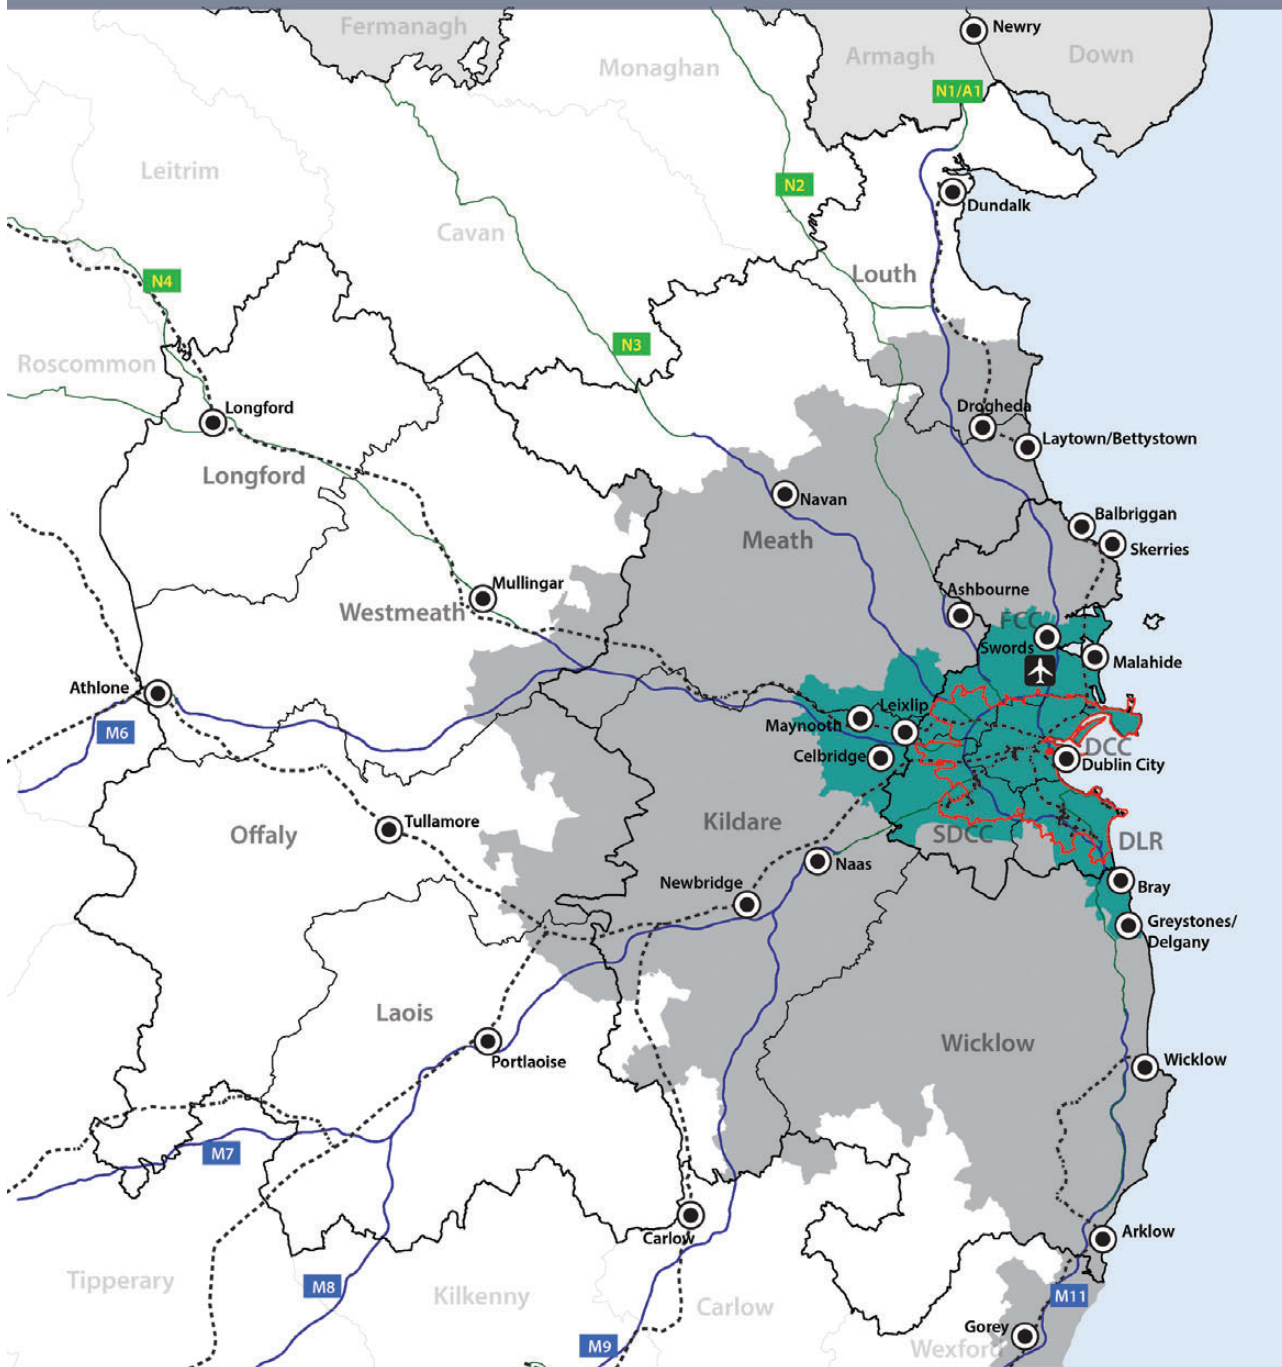 Fermanagh
Newry
Armagh
Down
Monaghan
N1/A1
Leitrim
N2
Dundalk
Cavan
Louth
N4
N3
Roscommon
Longford
Drogheda
Laytown/Bettystown
Longford
Navan
Balbriggan
Meath
Skerries
Mullingar
Ashbourne
Westmeath
FCC
Swords
Malahide
Athlone
Leixlip
Maynooth
M6
DCC
Celbridge
Dublin City
Tullamore
Kildare
Offaly
SDCC
DLR
Naas
Newbridge
Bray
Greystones/
Delgany
Laois
Wicklow
Portlaoise
Wicklow
M7
Carlow
Arklow
Tipperary
M8
Kilkenny
Carlow
M11
Gorey
M9
Wexford